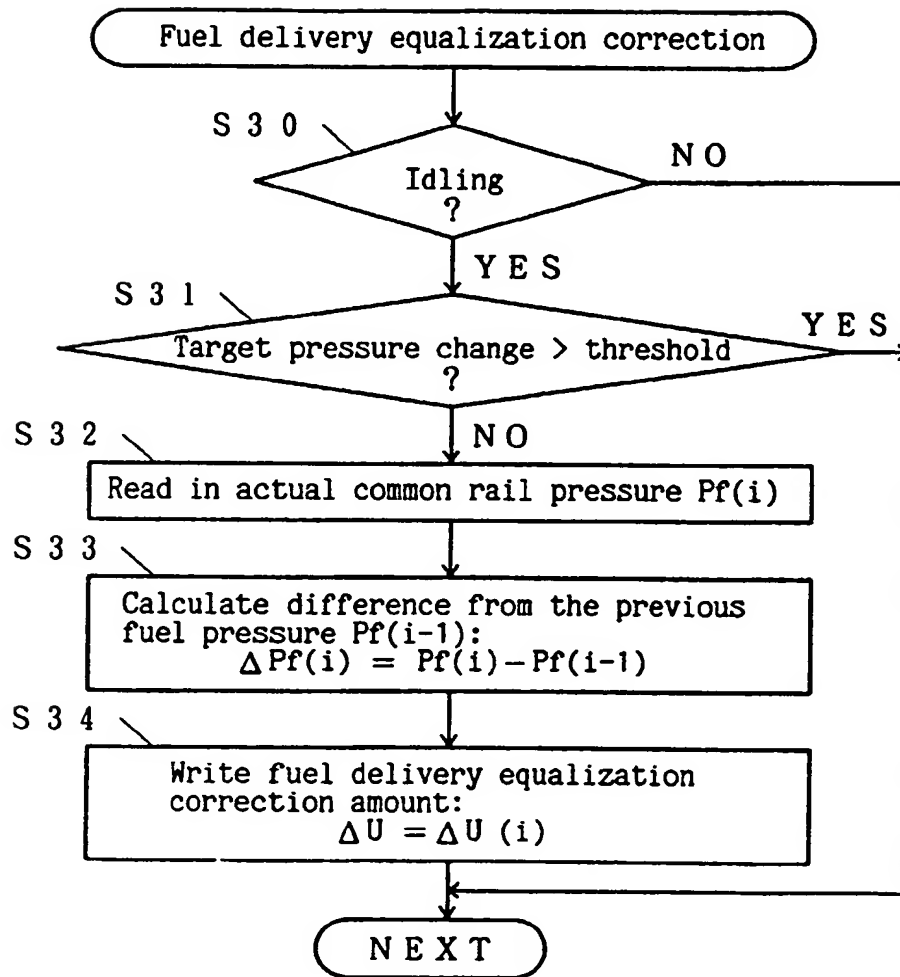 Fuel delivery equalization correction
S30
NO
Idling
?
YES
S31
YES
Target pressure change > threshold
?
NO
S32
Read in actual common rail pressure Pf(i)
S33
Calculate difference from the previous
fuel pressure Pf(i-1):
ΔPf(i) = Pf(i)-Pf(i-1)
S34
Write fuel delivery equalization
correction amount:
ΔU = ΔU (i)
NEXT